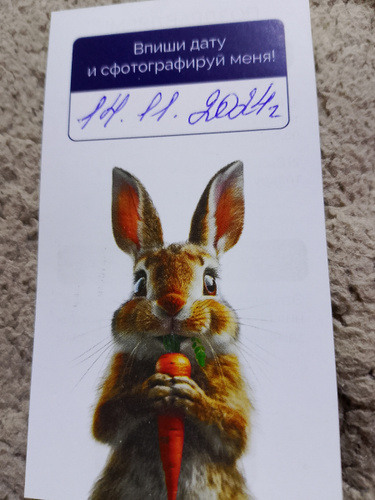 Впиши дату
и сфотографируй меня!
14.11.2024г